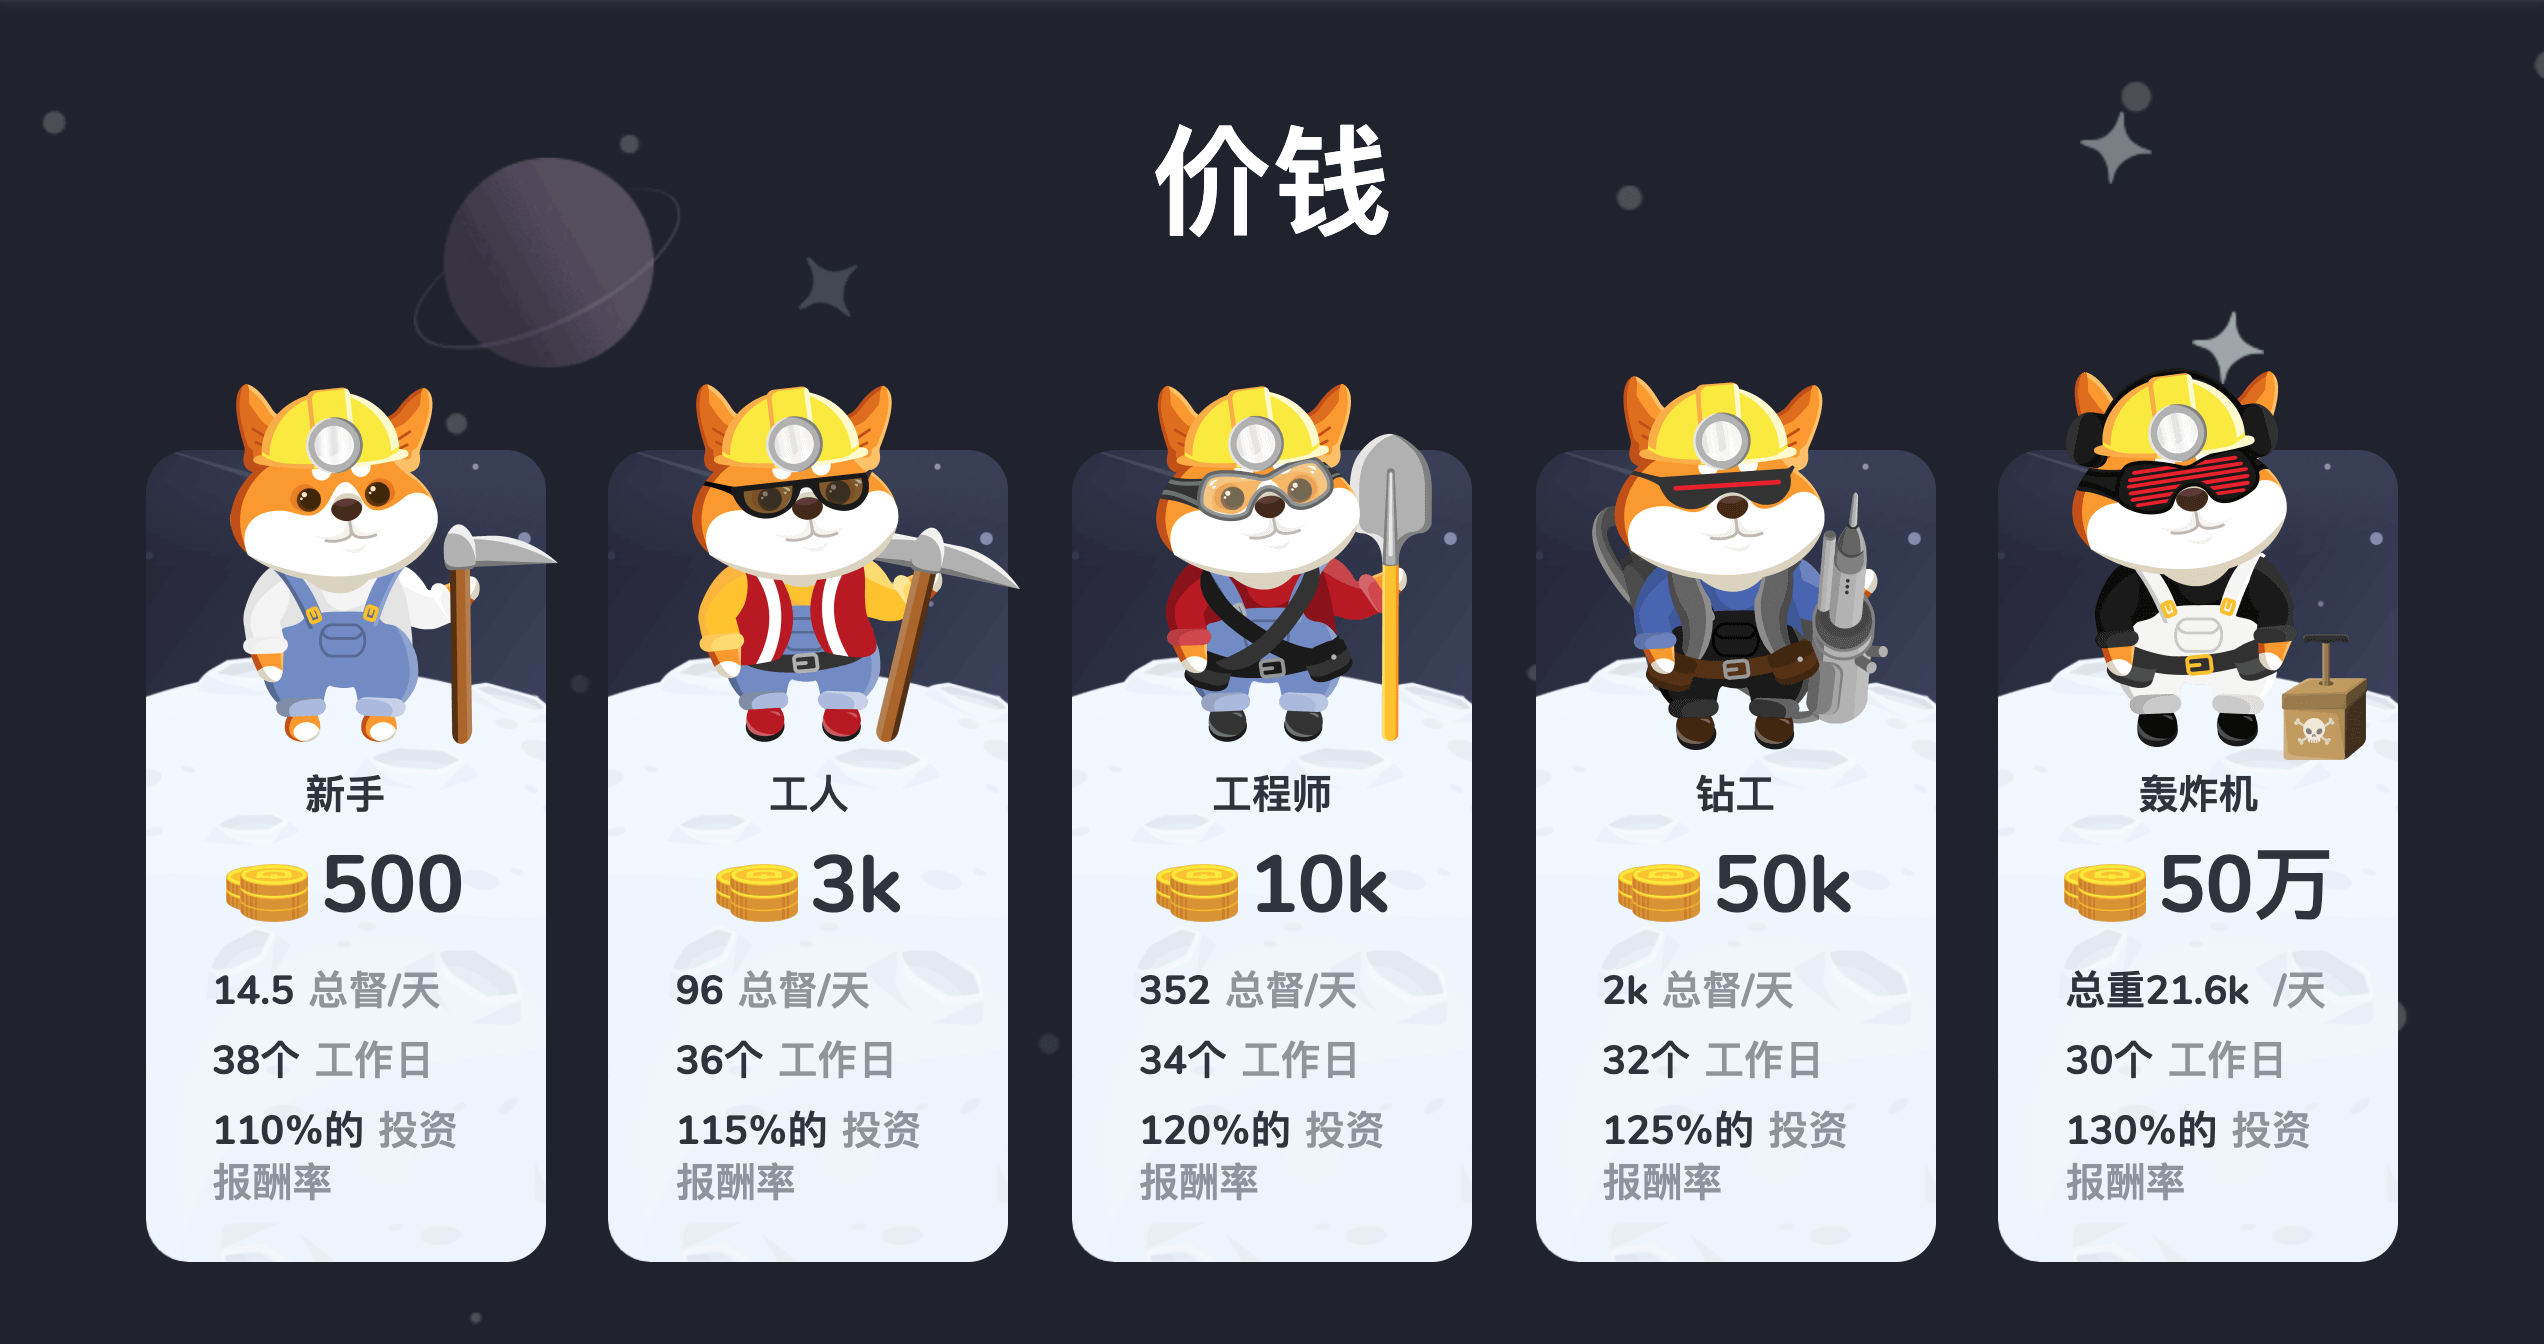 价钱
新手
500
14.5 总督/天
38个 工作日
110%的 投资
报酬率
工人
3k
96 总督/天
36个 工作日
115%的 投资
报酬率
工程师
10k
352 总督/天
34个 工作日
120%的 投资
报酬率
钻工
50k
2k 总督/天
32个 工作日
125%的 投资
报酬率
轰炸机
50万
总重21.6k /天
30个 工作日
130%的 投资
报酬率